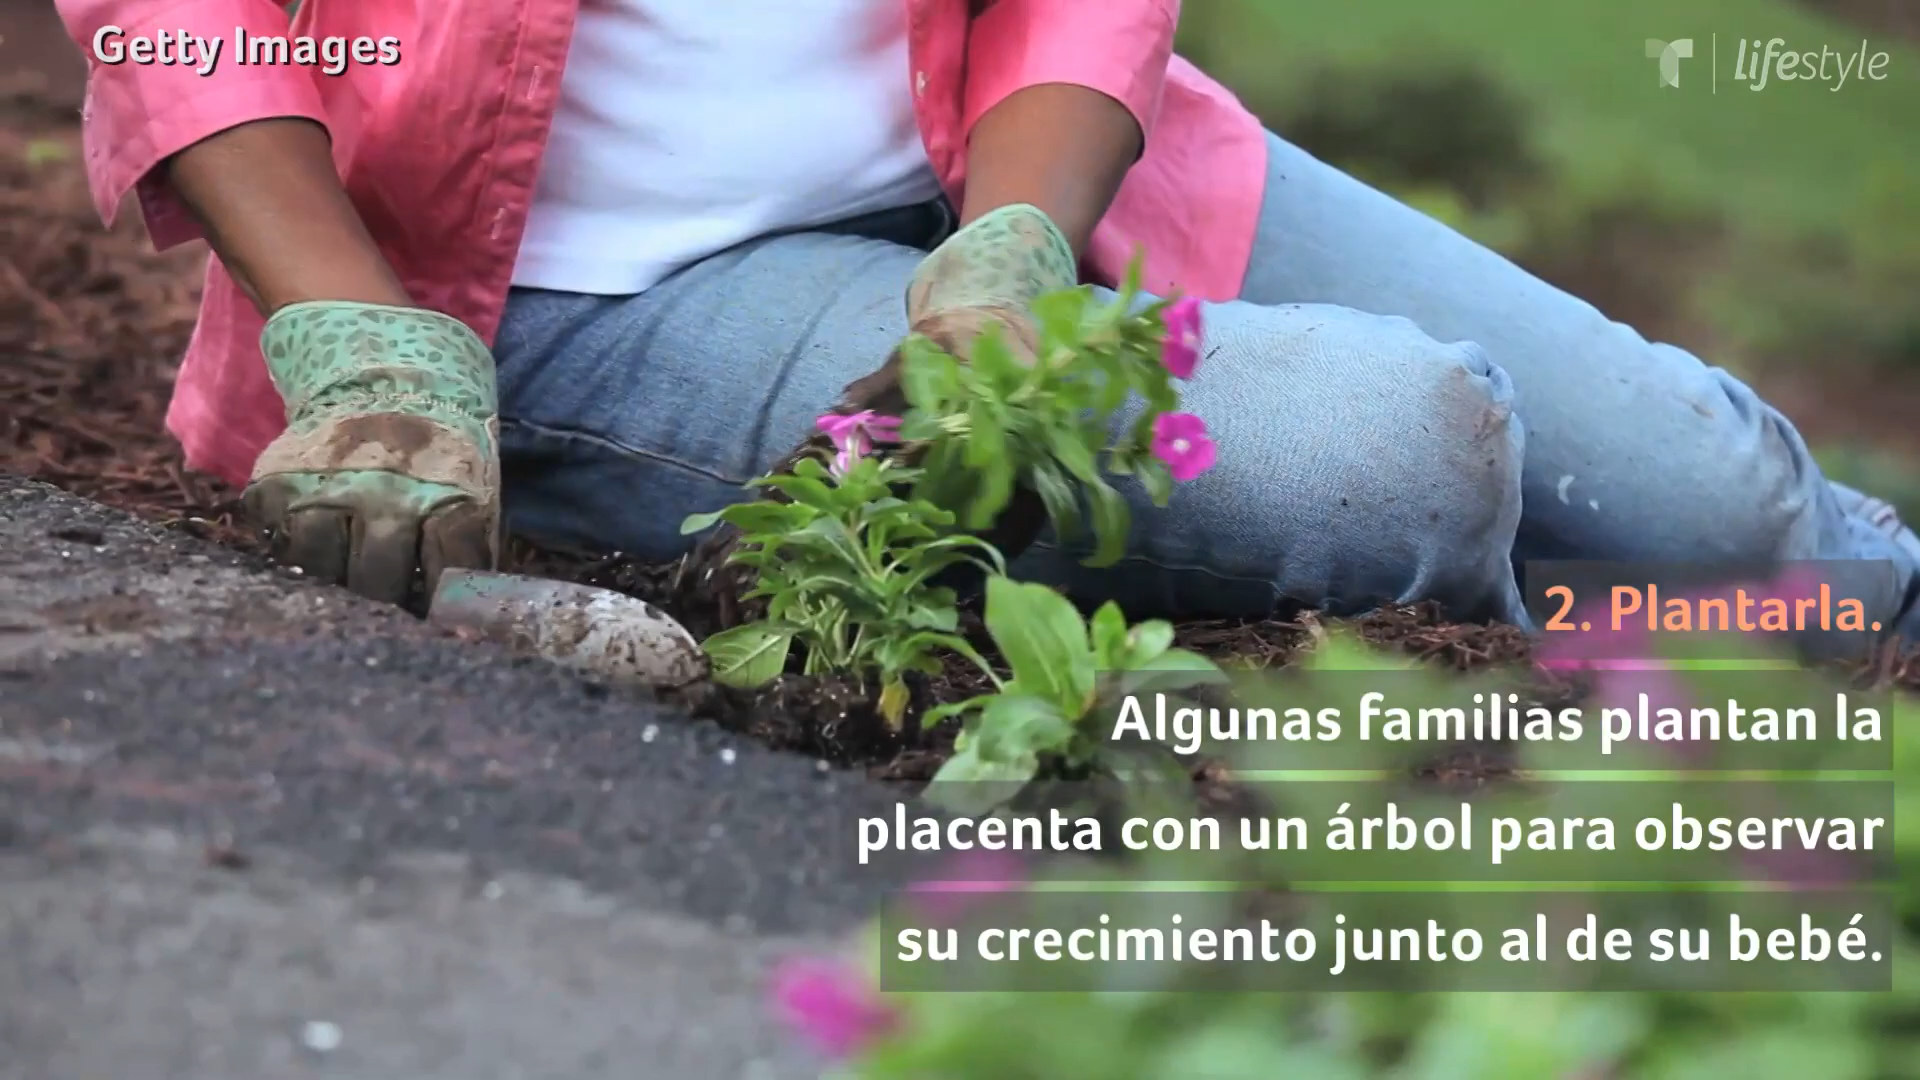 Getty Images
lifestyle
2. Plantarla.
Algunas familias plantan la
placenta con un árbol para observar
su crecimiento junto al de su bebé.